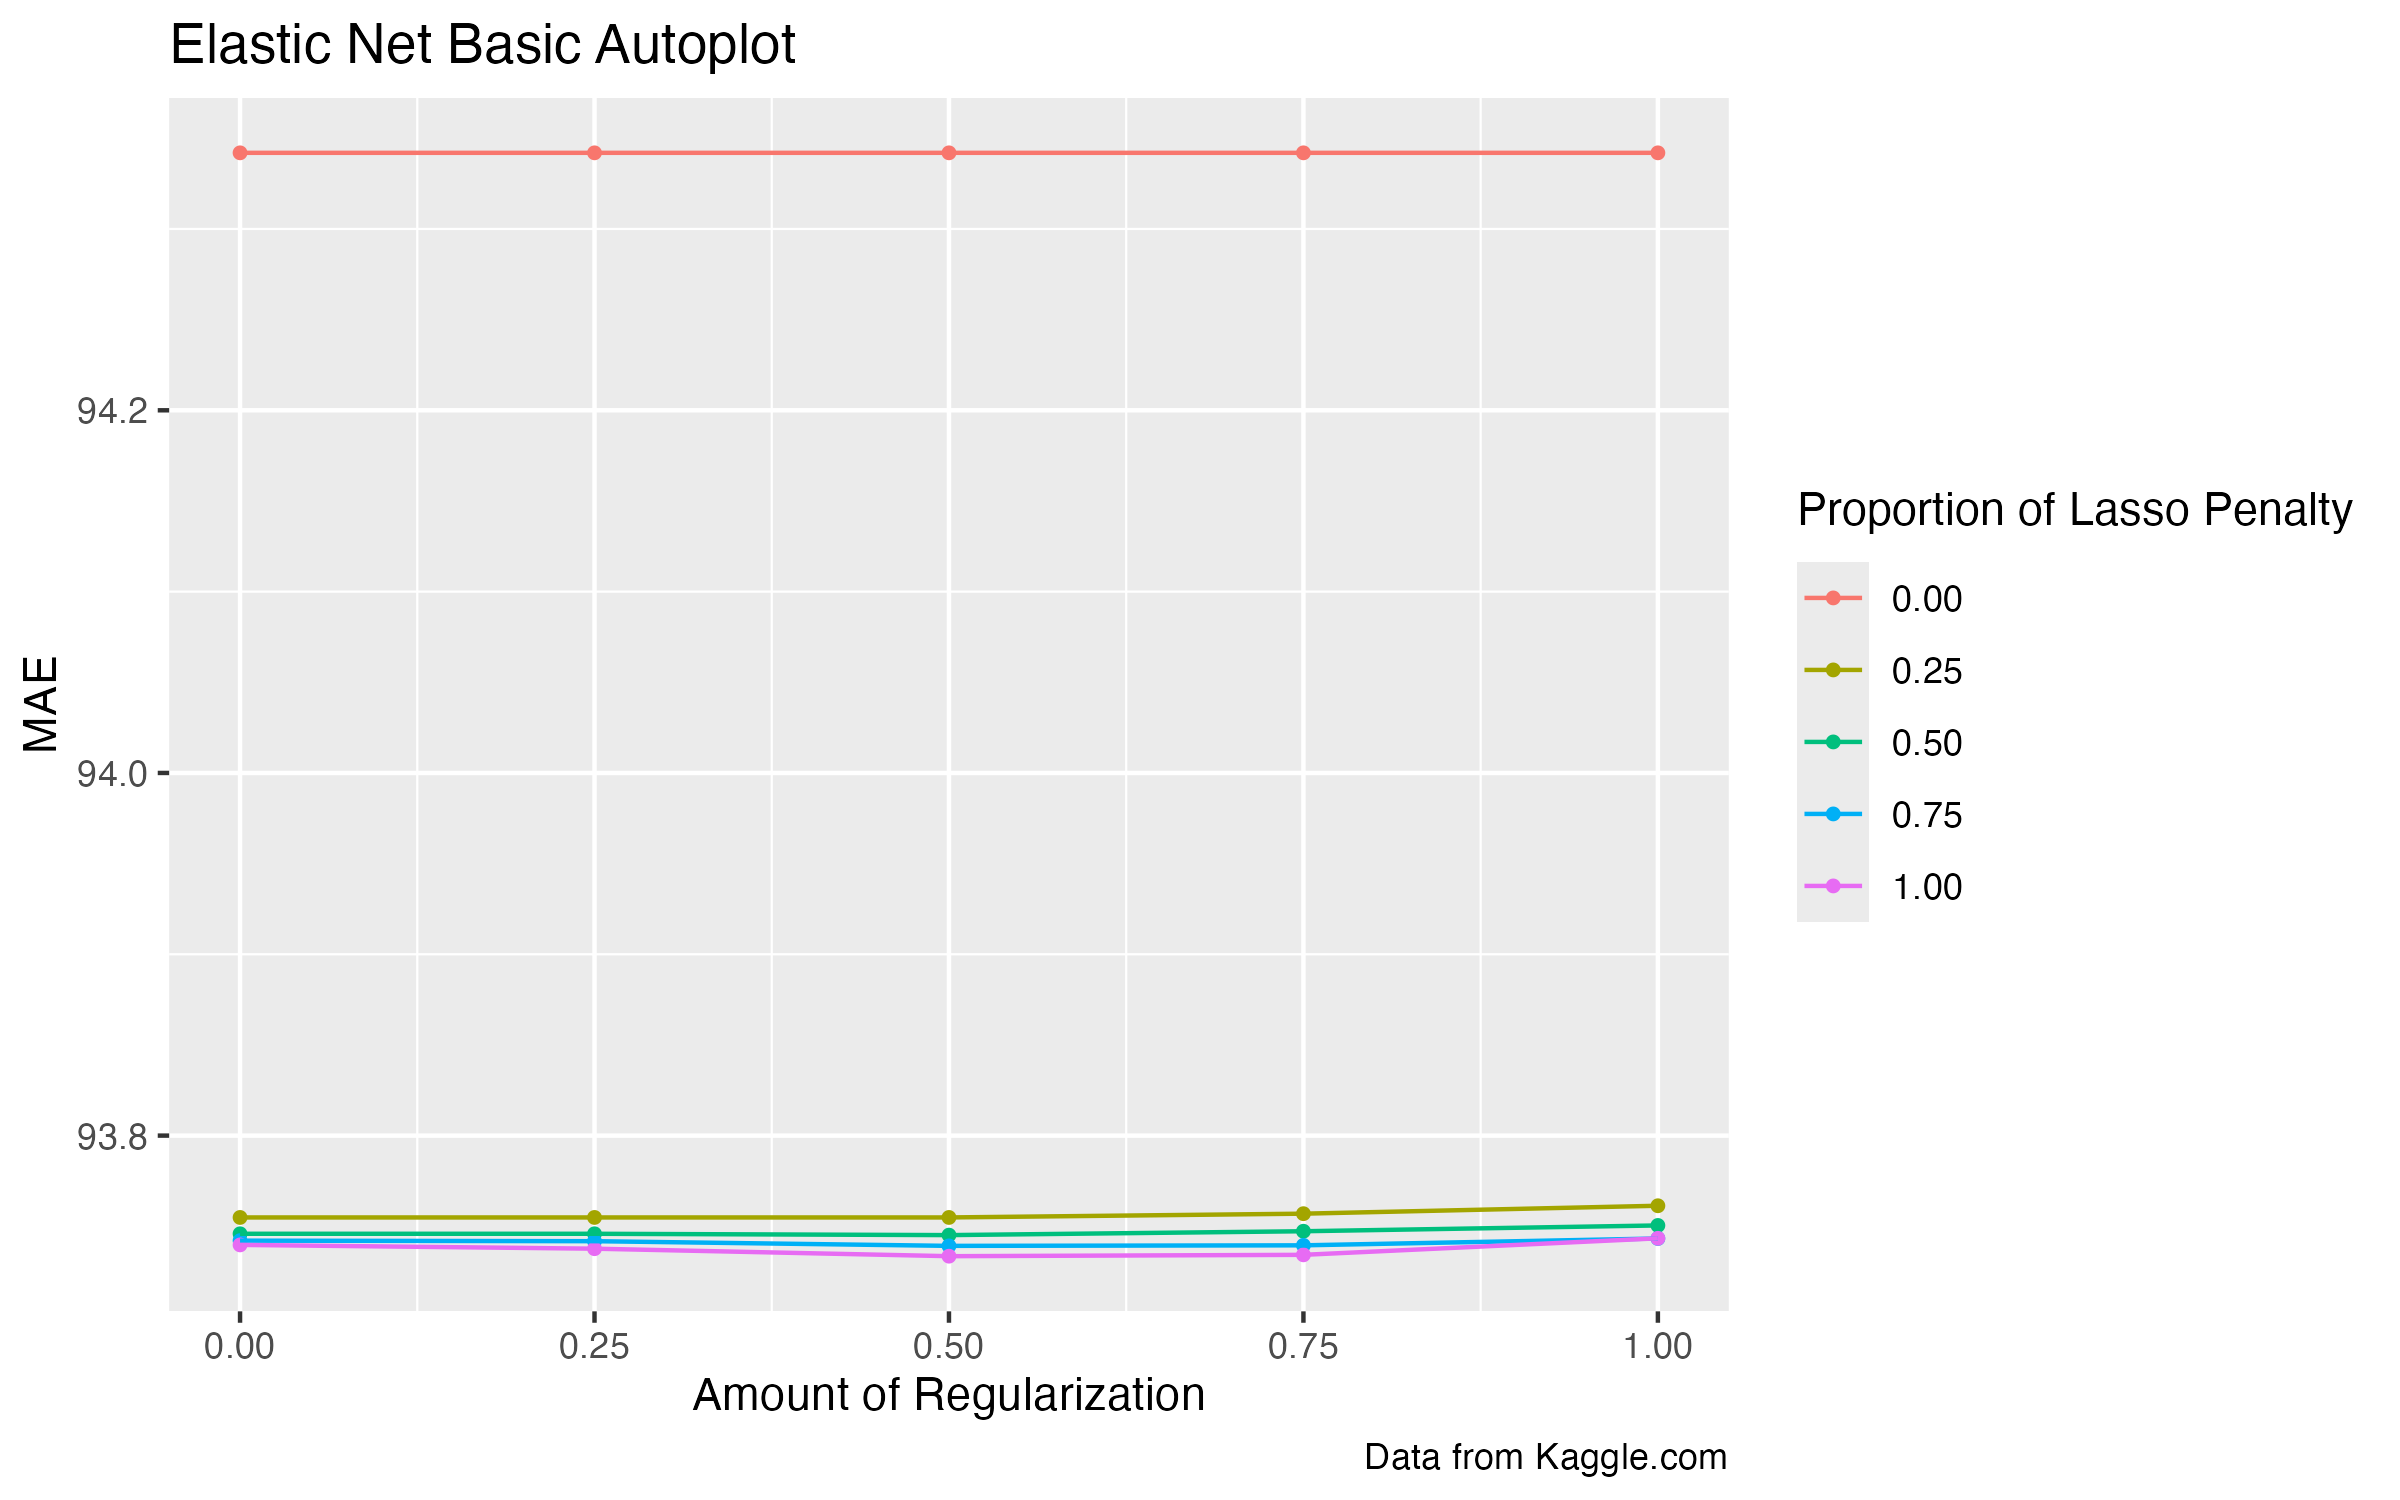 Elastic Net Basic Autoplot
MAE
94.2
94.0
93.8
0.00 0.25 0.50 0.75 1.00
Amount of Regularization
Proportion of Lasso Penalty
0.00
0.25
0.50
0.75
1.00
Data from Kaggle.com